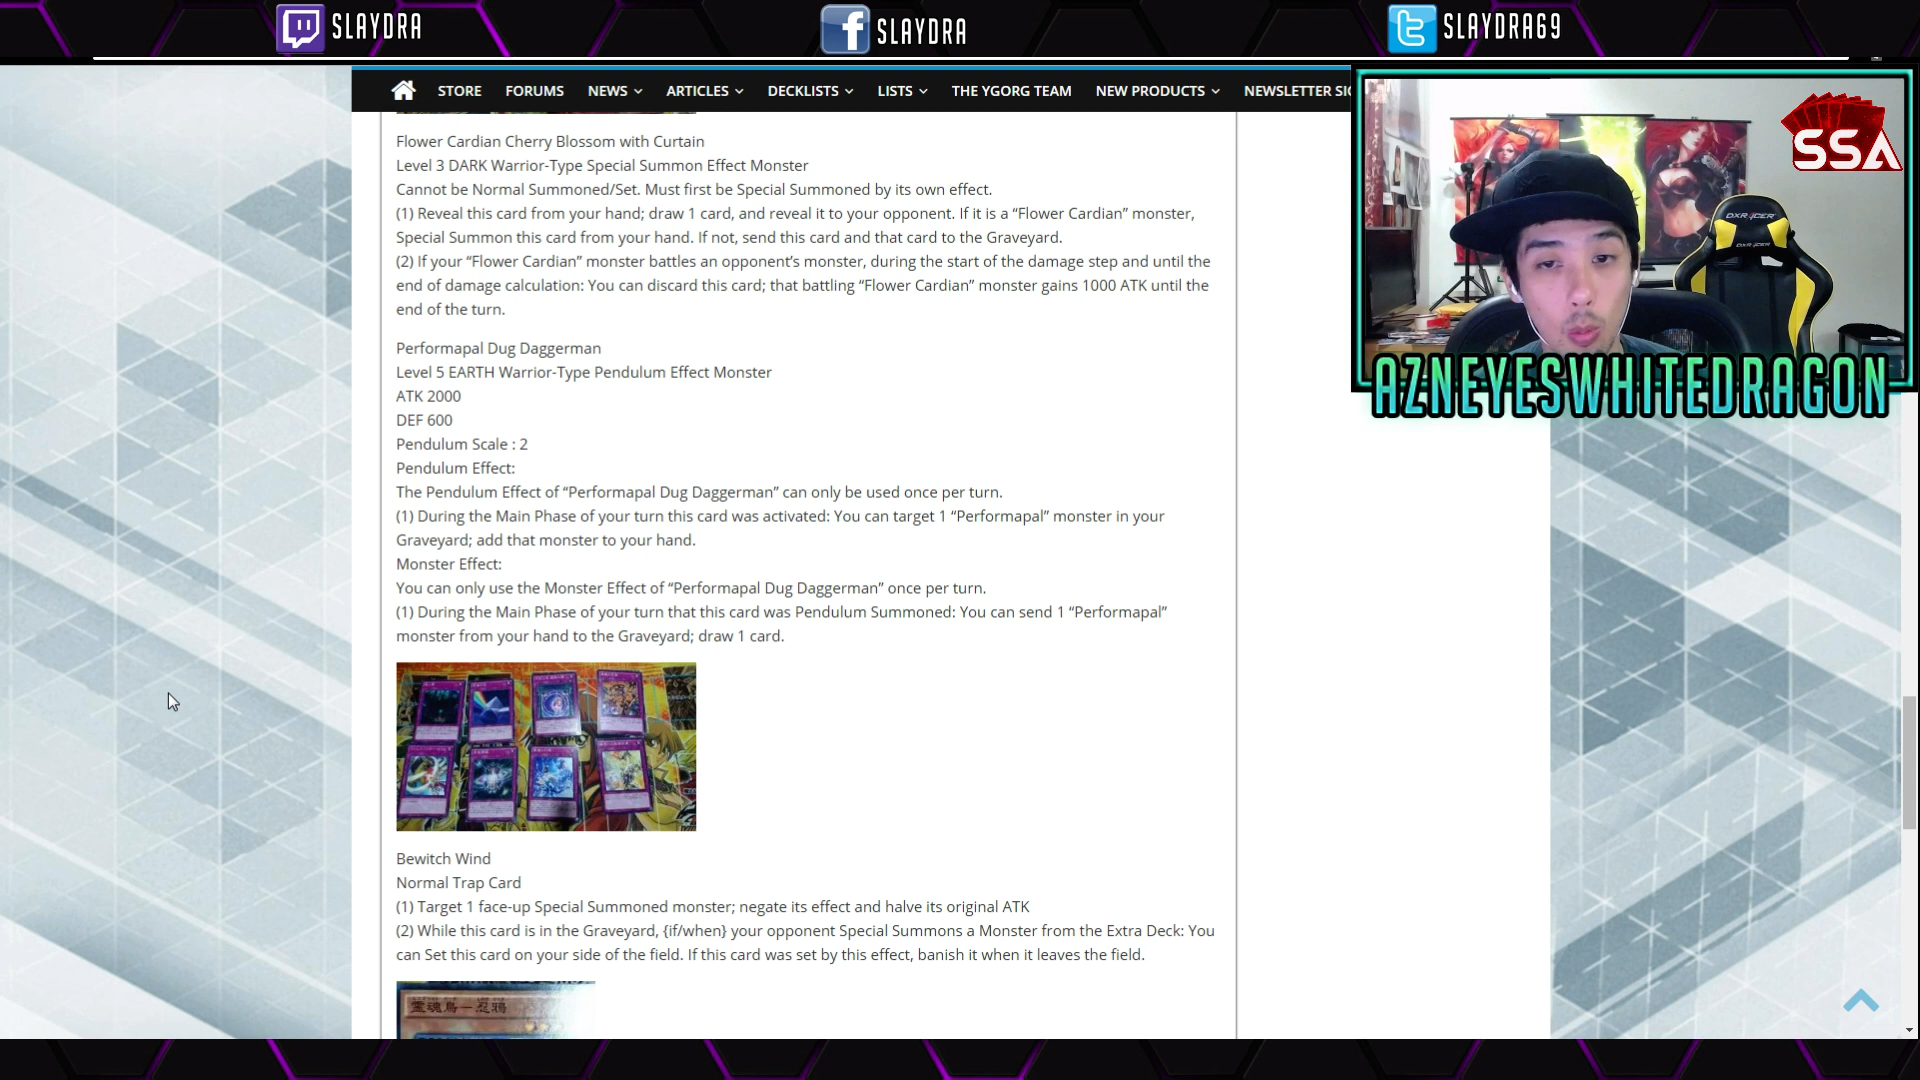 SLAYDRA
SLAYDRA
SLAYDRA69
STORE FORUMS NEWS ARTICLES DECKLISTS LISTS THE YGORG TEAM NEW PRODUCTS NEWSLETTER SIG
Flower Cardian Cherry Blossom with Curtain
Level 3 DARK Warrior-Type Special Summon Effect Monster
Cannot be Normal Summoned/Set. Must first be Special Summoned by its own effect.
(1) Reveal this card from your hand; draw 1 card, and reveal it to your opponent. If it is a “Flower Cardian” monster,
Special Summon this card from your hand. If not, send this card and that card to the Graveyard.
(2) If your “Flower Cardian” monster battles an opponent’s monster, during the start of the damage step and until the
end of damage calculation: You can discard this card; that battling “Flower Cardian” monster gains 1000 ATK until the
end of the turn.
Performapal Dug Daggerman
Level 5 EARTH Warrior-Type Pendulum Effect Monster
ATK 2000
DEF 600
Pendulum Scale : 2
Pendulum Effect:
The Pendulum Effect of “Performapal Dug Daggerman” can only be used once per turn.
(1) During the Main Phase of your turn this card was activated: You can target 1 “Performapal” monster in your
Graveyard; add that monster to your hand.
Monster Effect:
You can only use the Monster Effect of “Performapal Dug Daggerman” once per turn.
(1) During the Main Phase of your turn that this card was Pendulum Summoned: You can send 1 “Performapal”
monster from your hand to the Graveyard; draw 1 card.
Bewitch Wind
Normal Trap Card
(1) Target 1 face-up Special Summoned monster; negate its effect and halve its original ATK
(2) While this card is in the Graveyard, {if/when} your opponent Special Summons a Monster from the Extra Deck: You
can Set this card on your side of the field. If this card was set by this effect, banish it when it leaves the field.
霊魂鳥－忍鴉
SSA
DXRACER
DXRACER
AZNEYESWHITEDRAGON